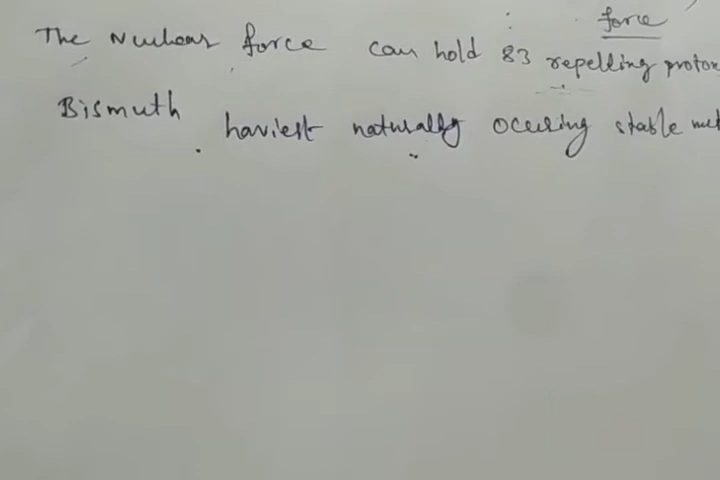 force
The Nuclear force can hold 83 repelling proton
Bismuth haviest naturally occuring stable